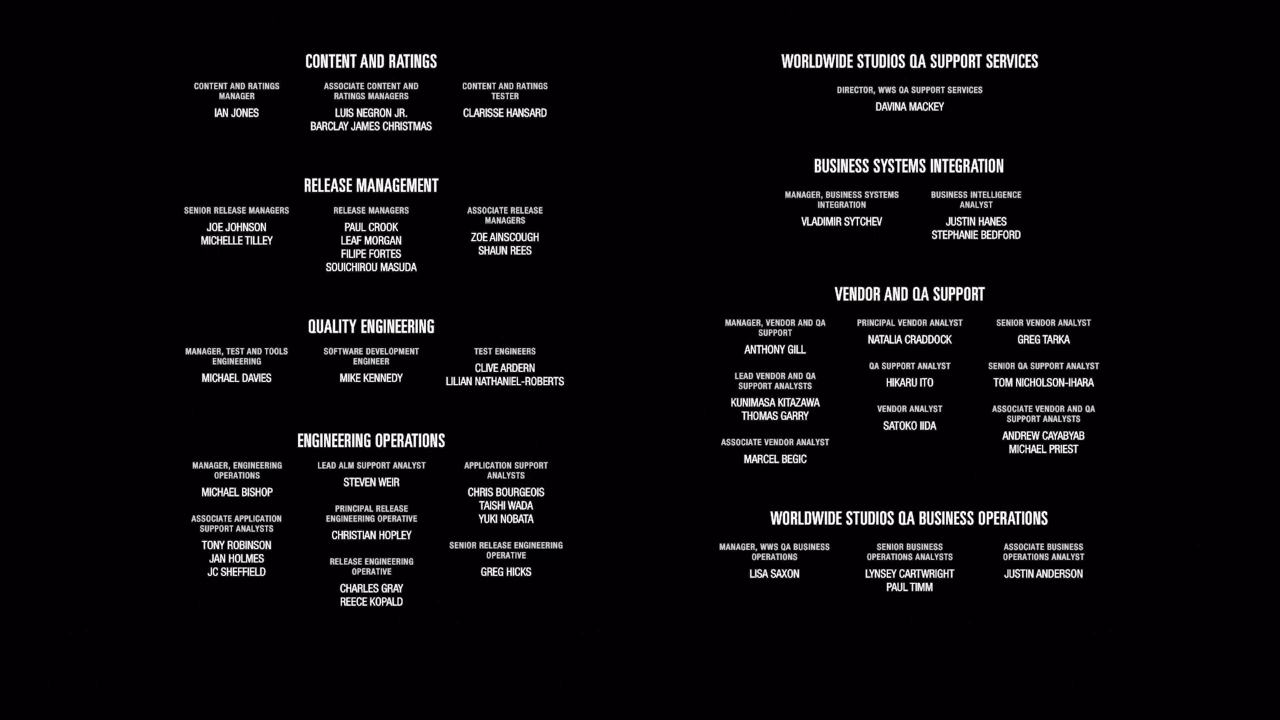 CONTENT AND RATINGS
CONTENT AND RATINGS
MANAGER
IAN JONES
ASSOCIATE CONTENT AND
RATINGS MANAGERS
LUIS NEGRON JR.
BARCLAY JAMES CHRISTMAS
CONTENT AND RATINGS
TESTER
CLARISSE HANSARD
RELEASE MANAGEMENT
SENIOR RELEASE MANAGERS
JOE JOHNSON
MICHELLE TILLEY
RELEASE MANAGERS
PAUL CROOK
LEAF MORGAN
FILIPE FORTES
SOUICHIROU MASUDA
ASSOCIATE RELEASE
MANAGERS
ZOE AINSCOUGH
SHAUN REES
QUALITY ENGINEERING
MANAGER, TEST AND TOOLS
ENGINEERING
MICHAEL DAVIES
SOFTWARE DEVELOPMENT
ENGINEER
MIKE KENNEDY
TEST ENGINEERS
CLIVE ARDERN
LILIAN NATHANIEL-ROBERTS
ENGINEERING OPERATIONS
MANAGER, ENGINEERING
OPERATIONS
MICHAEL BISHOP
ASSOCIATE APPLICATION
SUPPORT ANALYSTS
TONY ROBINSON
JAN HOLMES
JC SHEFFIELD
LEAD ALM SUPPORT ANALYST
STEVEN WEIR
PRINCIPAL RELEASE
ENGINEERING OPERATIVE
CHRISTIAN HOPLEY
RELEASE ENGINEERING
OPERATIVE
CHARLES GRAY
REECE KOPALD
APPLICATION SUPPORT
ANALYSTS
CHRIS BOURGEOIS
TAISHI WADA
YUKI NOBATA
SENIOR RELEASE ENGINEERING
OPERATIVE
GREG HICKS
WORLDWIDE STUDIOS QA SUPPORT SERVICES
DIRECTOR, WWS QA SUPPORT SERVICES
DAVINA MACKEY
BUSINESS SYSTEMS INTEGRATION
MANAGER, BUSINESS SYSTEMS
INTEGRATION
VLADIMIR SYTCHEV
BUSINESS INTELLIGENCE
ANALYST
JUSTIN HANES
STEPHANIE BEDFORD
VENDOR AND QA SUPPORT
MANAGER, VENDOR AND QA
SUPPORT
ANTHONY GILL
LEAD VENDOR AND QA
SUPPORT ANALYSTS
KUNIMASA KITAZAWA
THOMAS GARRY
ASSOCIATE VENDOR ANALYST
MARCEL BEGIC
PRINCIPAL VENDOR ANALYST
NATALIA CRADDOCK
QA SUPPORT ANALYST
HIKARU ITO
VENDOR ANALYST
SATOKO IIDA
SENIOR VENDOR ANALYST
GREG TARKA
SENIOR QA SUPPORT ANALYST
TOM NICHOLSON-IHARA
ASSOCIATE VENDOR AND QA
SUPPORT ANALYSTS
ANDREW CAYABYAB
MICHAEL PRIEST
WORLDWIDE STUDIOS QA BUSINESS OPERATIONS
MANAGER, WWS QA BUSINESS
OPERATIONS
LISA SAXON
SENIOR BUSINESS
OPERATIONS ANALYSTS
LYNSEY CARTWRIGHT
PAUL TIMM
ASSOCIATE BUSINESS
OPERATIONS ANALYST
JUSTIN ANDERSON